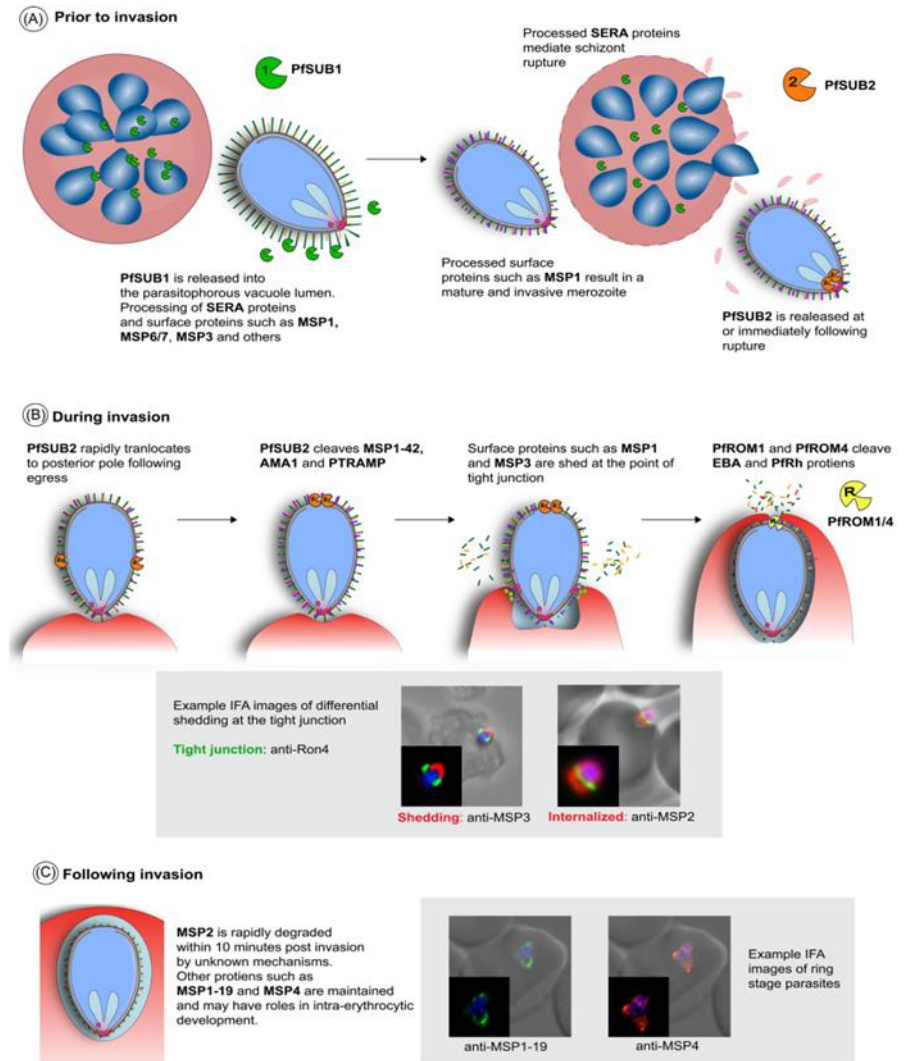 (A) Prior to invasion
1
PfSUB1
Processed SERA proteins
mediate schizont
rupture
2
PfSUB2
PfSUB1 is released into
the parasitophorous vacuole lumen.
Processing of SERA proteins
and surface proteins such as MSP1,
MSP6/7, MSP3 and others
Processed surface
proteins such as MSP1 result in a
mature and invasive merozoite
PfSUB2 is realeased at
or immediately following
rupture
(B) During invasion
PfSUB2 rapidly tranlocates
to posterior pole following
egress
PfSUB2 cleaves MSP1-42,
AMA1 and PTRAMP
Surface proteins such as MSP1
and MSP3 are shed at the point of
tight junction
PfROM1 and PfROM4 cleave
EBA and PfRh protiens
R
PfROM1/4
Example IFA images of differential
shedding at the tight junction
Tight junction: anti-Ron4
Shedding: anti-MSP3
Internalized: anti-MSP2
(C) Following invasion
MSP2 is rapidly degraded
within 10 minutes post invasion
by unknown mechanisms.
Other protiens such as
MSP1-19 and MSP4 are maintained
and may have roles in intra-erythrocytic
development.
anti-MSP1-19
anti-MSP4
Example IFA
images of ring
stage parasites